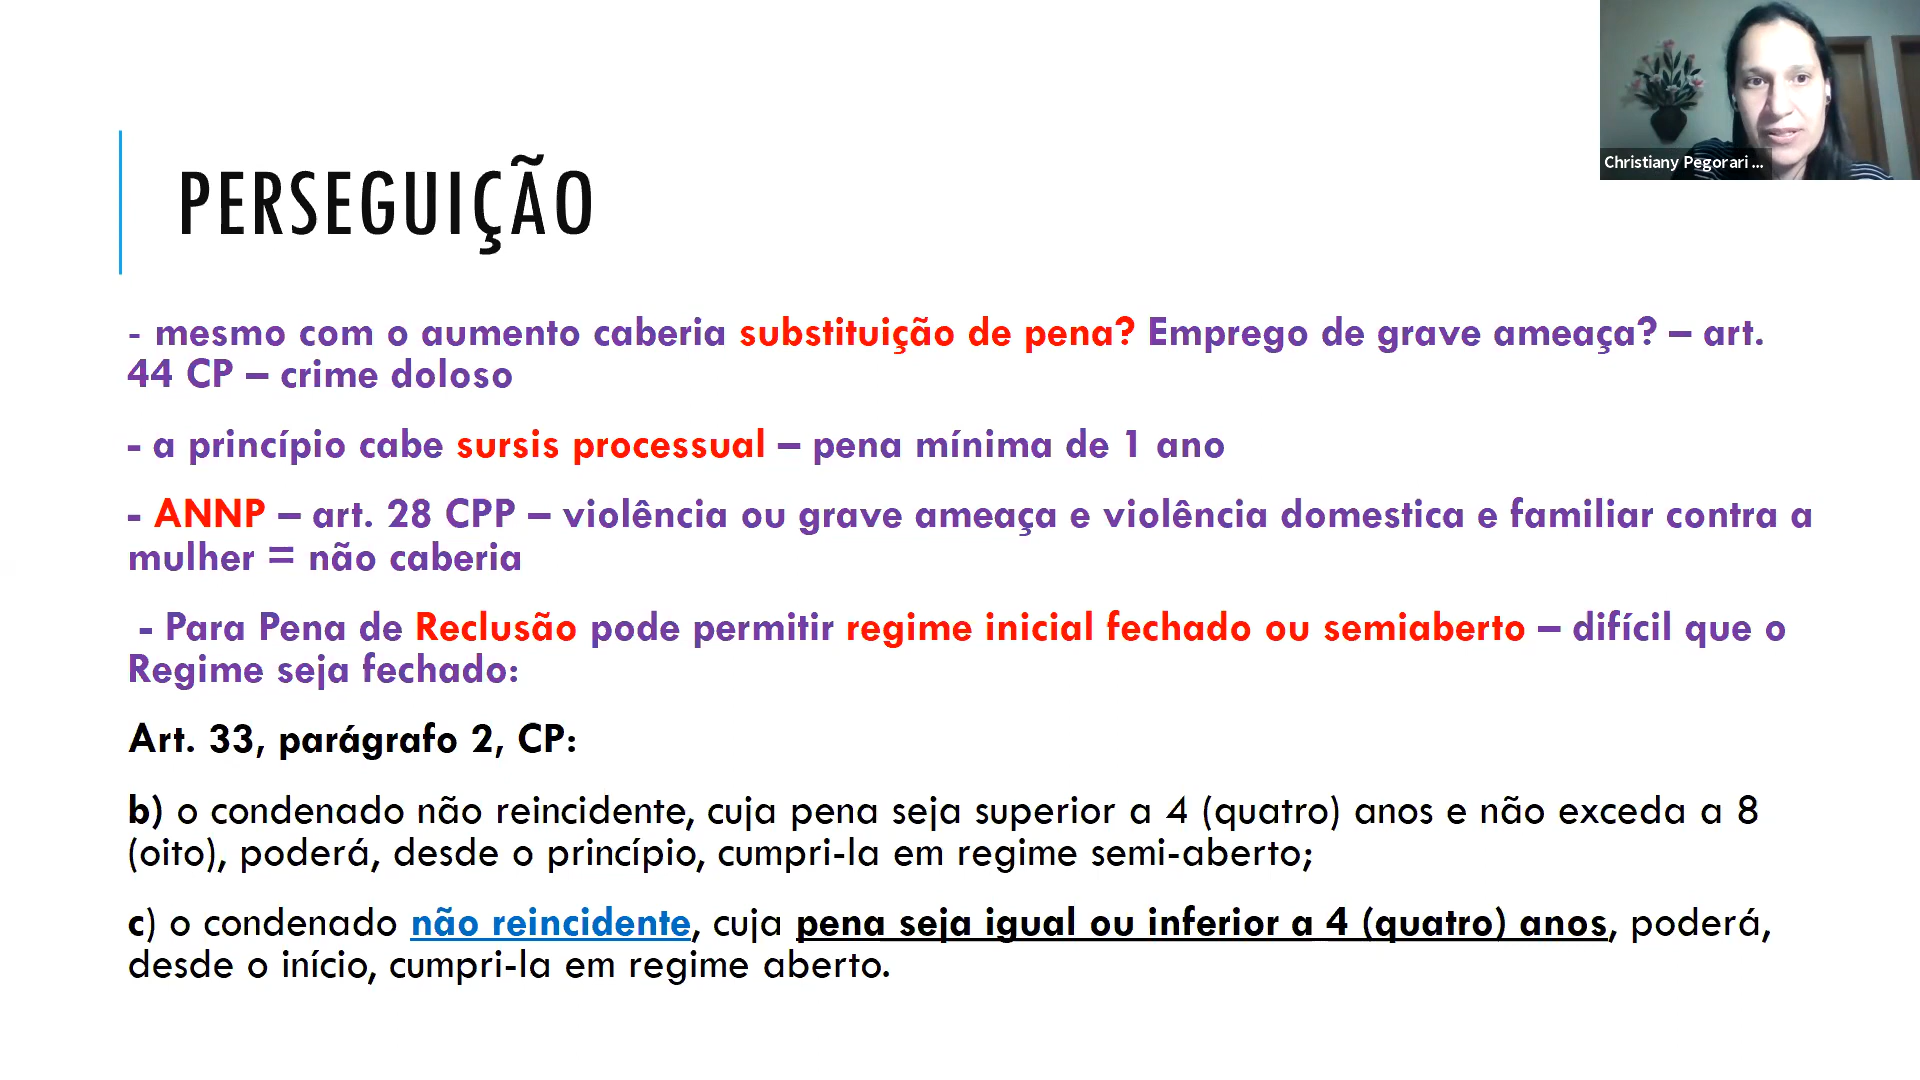 Christiany Pegorari ...
PERSEGUIÇÃO
- mesmo com o aumento caberia substituição de pena? Emprego de grave ameaça? – art.
44 CP – crime doloso
- a princípio cabe sursis processual – pena mínima de 1 ano
- ANNP – art. 28 CPP – violência ou grave ameaça e violência domestica e familiar contra a
mulher = não caberia
- Para Pena de Reclusão pode permitir regime inicial fechado ou semiaberto – difícil que o
Regime seja fechado:
Art. 33, parágrafo 2, CP:
b) o condenado não reincidente, cuja pena seja superior a 4 (quatro) anos e não exceda a 8
(oito), poderá, desde o princípio, cumpri-la em regime semi-aberto;
c) o condenado não reincidente, cuja pena seja igual ou inferior a 4 (quatro) anos, poderá,
desde o início, cumpri-la em regime aberto.